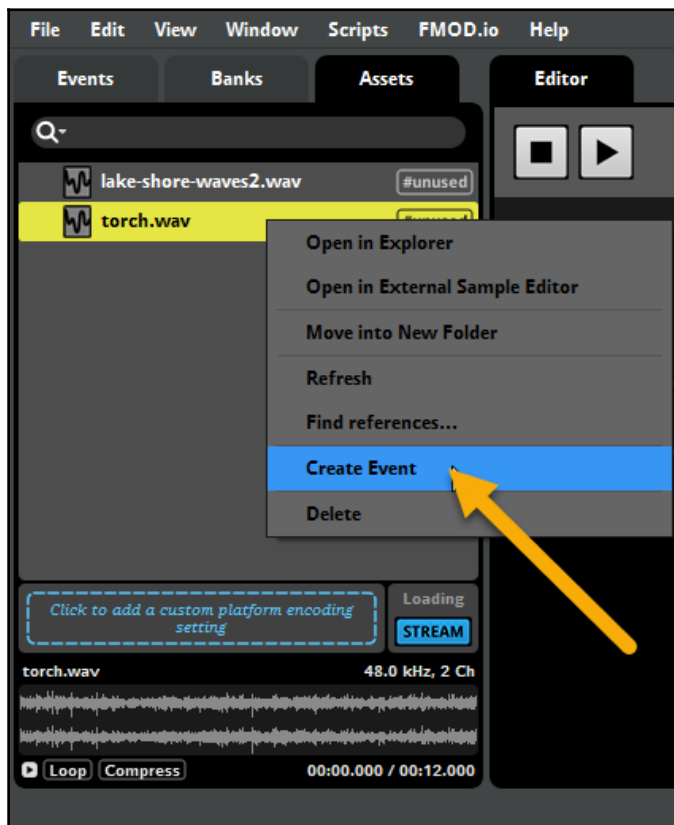 File Edit View Window Scripts FMOD.io Help
Events Banks Assets Editor
lake-shore-waves2.wav #unused
torch.wav
Open in Explorer
Open in External Sample Editor
Move into New Folder
Refresh
Find references...
Create Event
Delete
Click to add a custom platform encoding
setting
Loading
STREAM
torch.wav 48.0 kHz, 2 Ch
Loop Compress 00:00.000 / 00:12.000